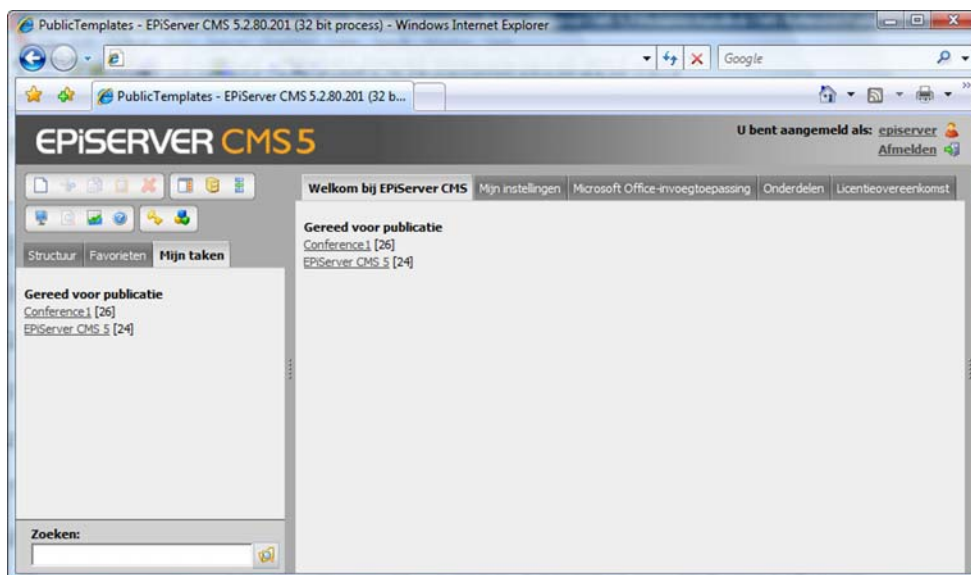 PublicTemplates - EPiServer CMS 5.2.80.201 (32 bit process) - Windows Internet Explorer
Google
PublicTemplates - EPiServer CMS 5.2.80.201 (32 b...
EPiSERVER CMS 5
U bent aangemeld als: episerver
Afmelden
Welkom bij EPiServer CMS Mijn instellingen Microsoft Office-invoegtoepassing Onderdelen Licentieovereenkomst
Structuur Favorieten Mijn taken
Gereed voor publicatie
Conference1 [26]
EPiServer CMS 5 [24]
Gereed voor publicatie
Conference1 [26]
EPiServer CMS 5 [24]
Zoeken: